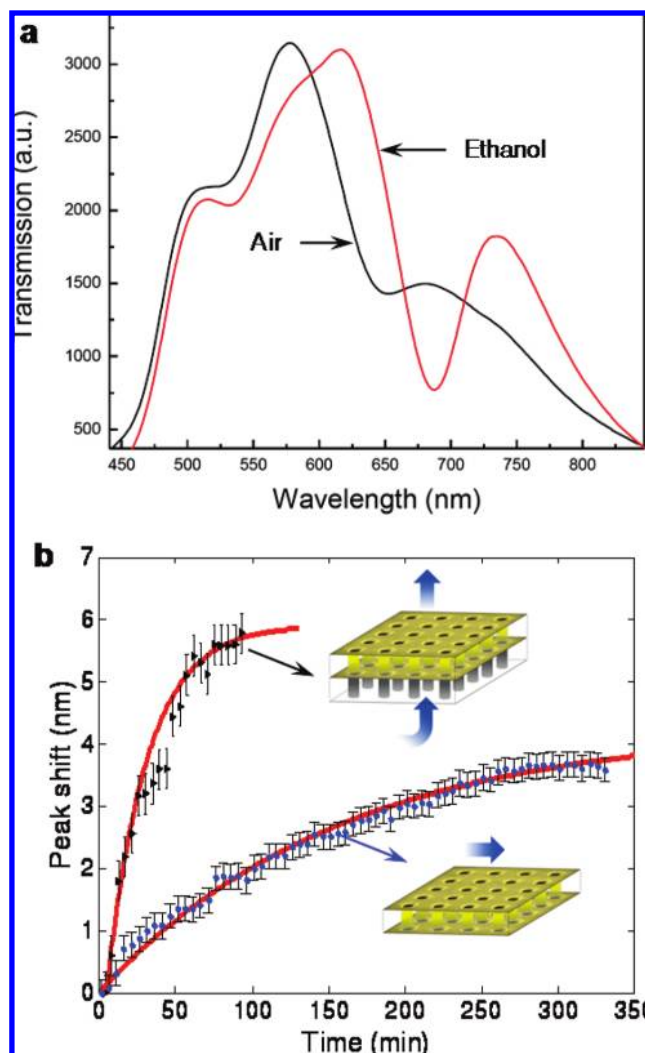 a
3000
2500
2000
1500
1000
500
Transmission (a.u.)
Ethanol
Air
450 500 550 600 650 700 750 800
Wavelength (nm)
b
7
6
5
4
3
2
1
0
Peak shift (nm)
0 50 100 150 200 250 300 350
Time (min)